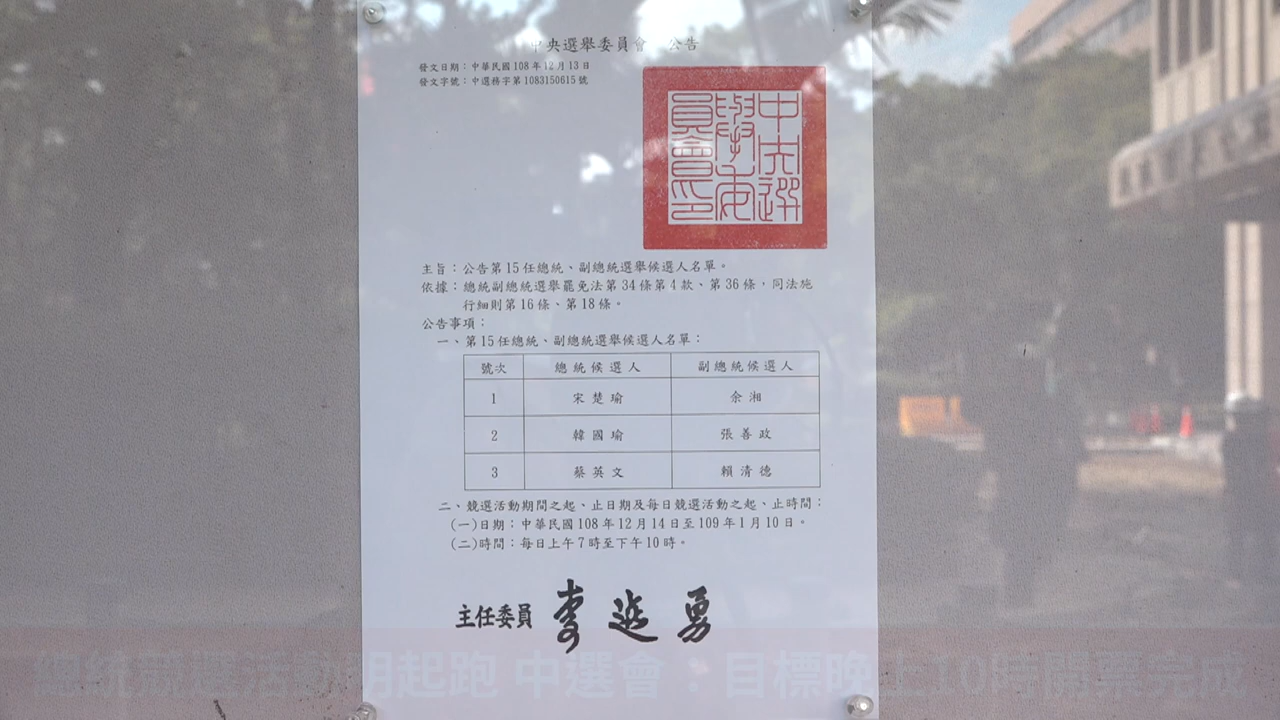 中央選舉委員會 公告
發文日期：中華民國108年12月13日
發文字號：中選務字第1083150615號
中央選舉委員會印
主旨：公告第15任總統、副總統選舉候選人名單。
依據：總統副總統選舉罷免法第34條第4款、第36條，同法施
行細則第16條、第18條。
公告事項：
一、第15任總統、副總統選舉候選人名單：
號次 總統候選人 副總統候選人
1 宋楚瑜 余湘
2 韓國瑜 張善政
3 蔡英文 賴清德
二、競選活動期間之起、止日期及每日競選活動之起、止時間：
(一)日期：中華民國108年12月14日至109年1月10日。
(二)時間：每日上午7時至下午10時。
主任委員 李進勇
總統競選活動期起跑 中選會：目標晚上10時開票完成